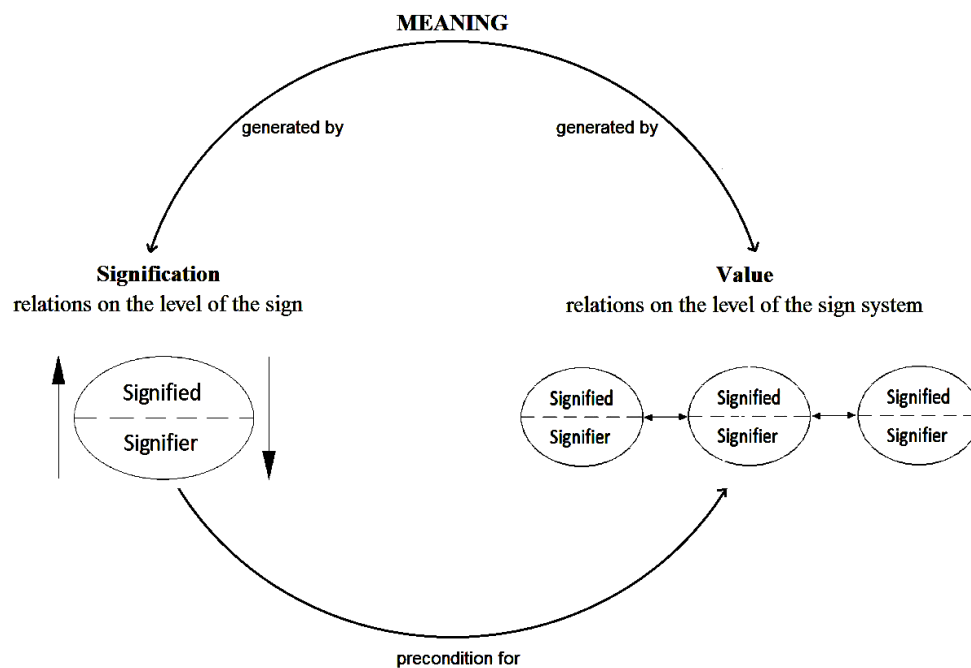 MEANING
generated by
generated by
Signification
relations on the level of the sign
Value
relations on the level of the sign system
Signified
Signifier
Signified
Signifier
Signified
Signifier
Signified
Signifier
precondition for